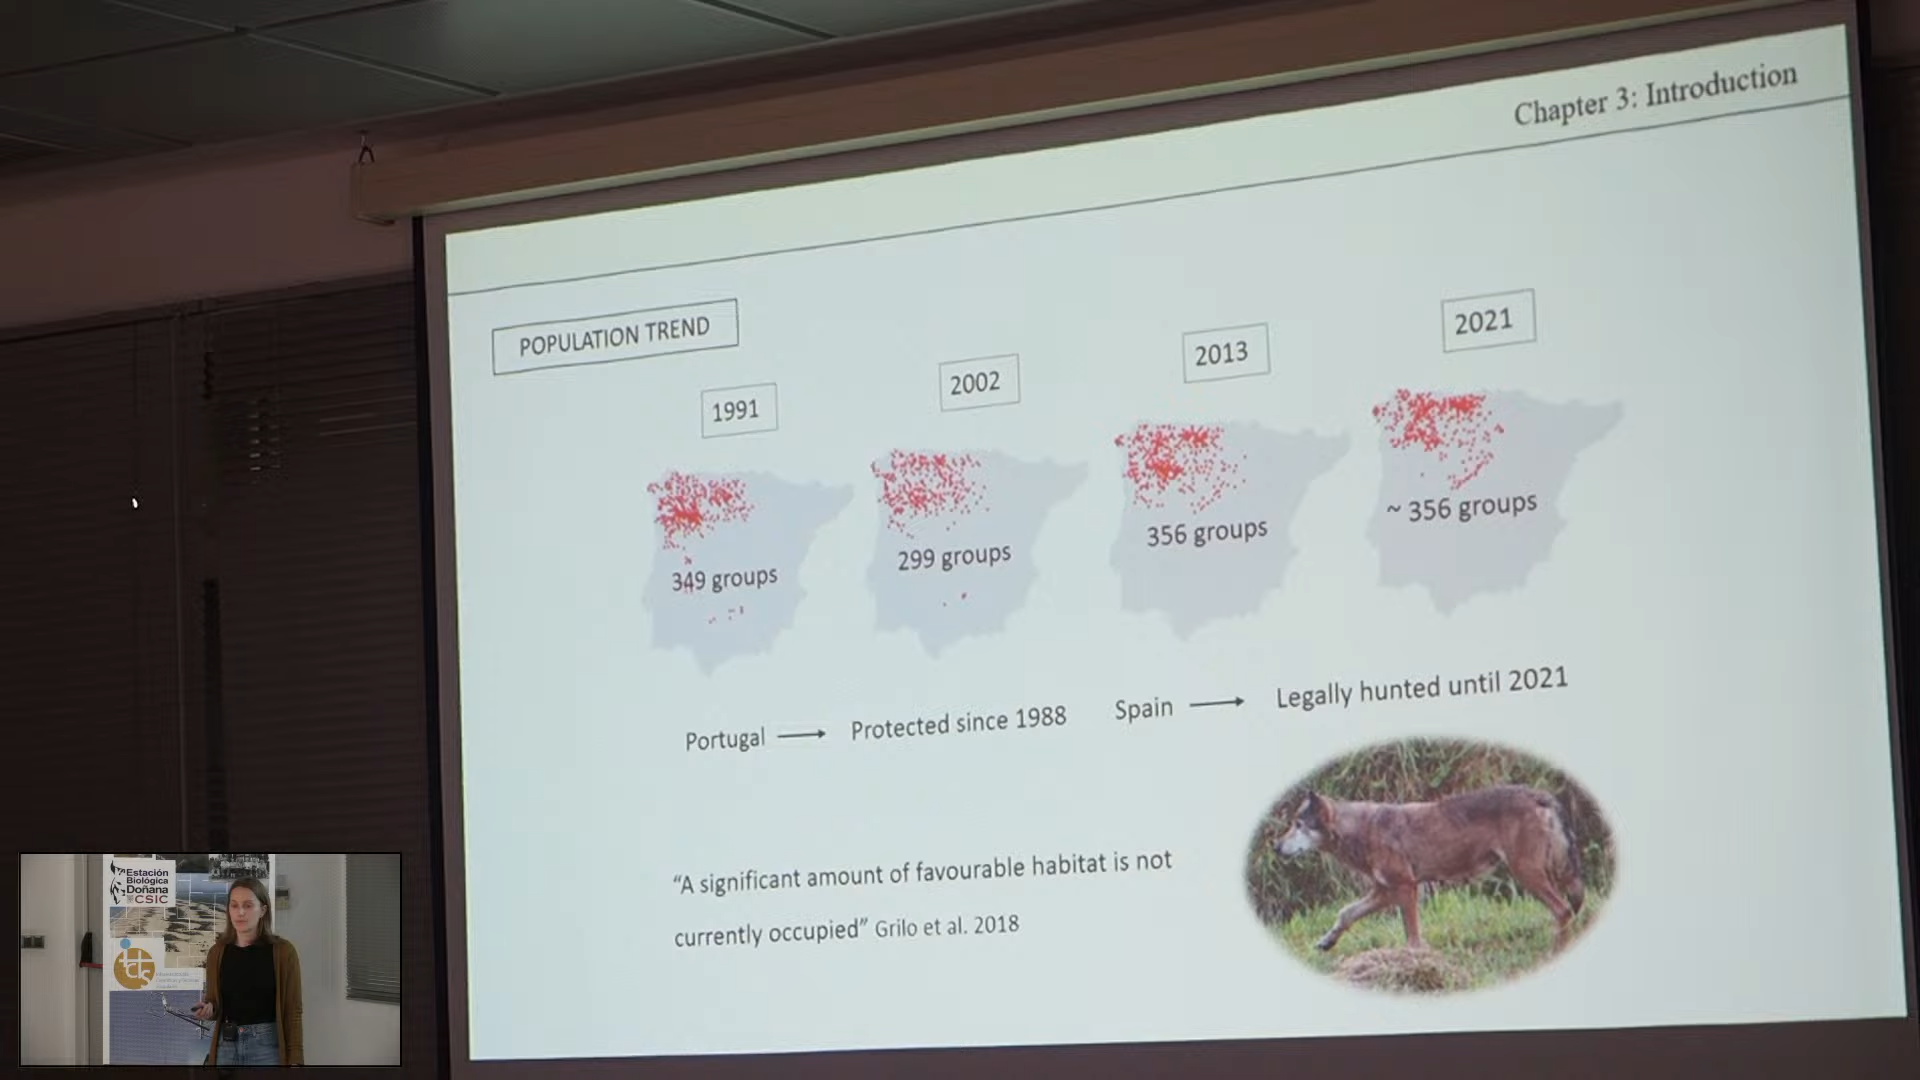 Chapter 3: Introduction
POPULATION TREND
1991
2002
2013
2021
349 groups
299 groups
356 groups
~ 356 groups
Portugal → Protected since 1988
Spain → Legally hunted until 2021
“A significant amount of favourable habitat is not
currently occupied” Grilo et al. 2018
Estación
Biológica
Doñana
CSIC